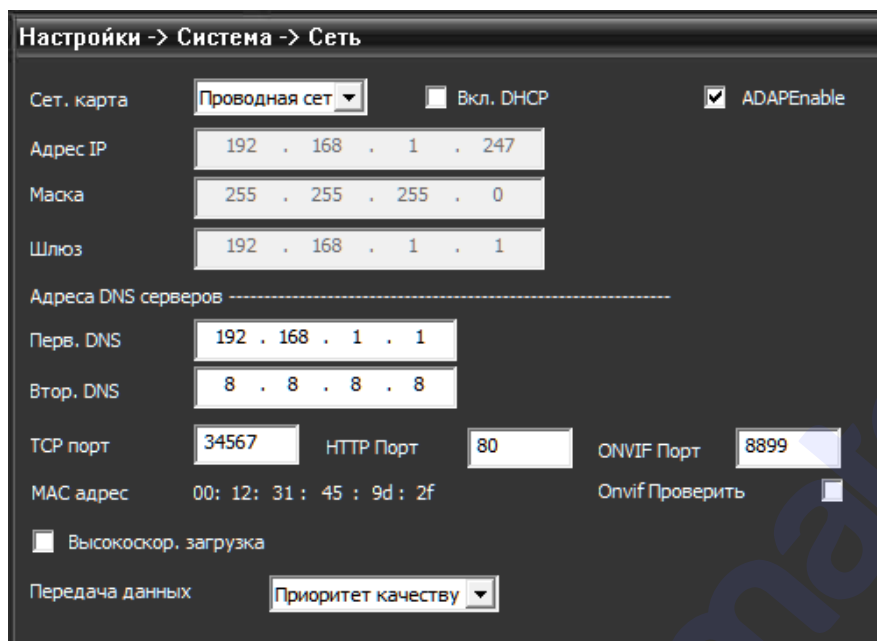 Настройки -> Система -> Сеть
Сет. карта Проводная сет Вкл. DHCP ADAPEnable
Адрес IP 192 . 168 . 1 . 247
Маска 255 . 255 . 255 . 0
Шлюз 192 . 168 . 1 . 1
Адреса DNS серверов ---------------------------------------------------------------
Перв. DNS 192 . 168 . 1 . 1
Втор. DNS 8 . 8 . 8 . 8
TCP порт 34567 HTTP Порт 80 ONVIF Порт 8899
MAC адрес 00: 12: 31 : 45 : 9d : 2f Onvif Проверить
Высокоскор. загрузка
Передача данных Приоритет качеству